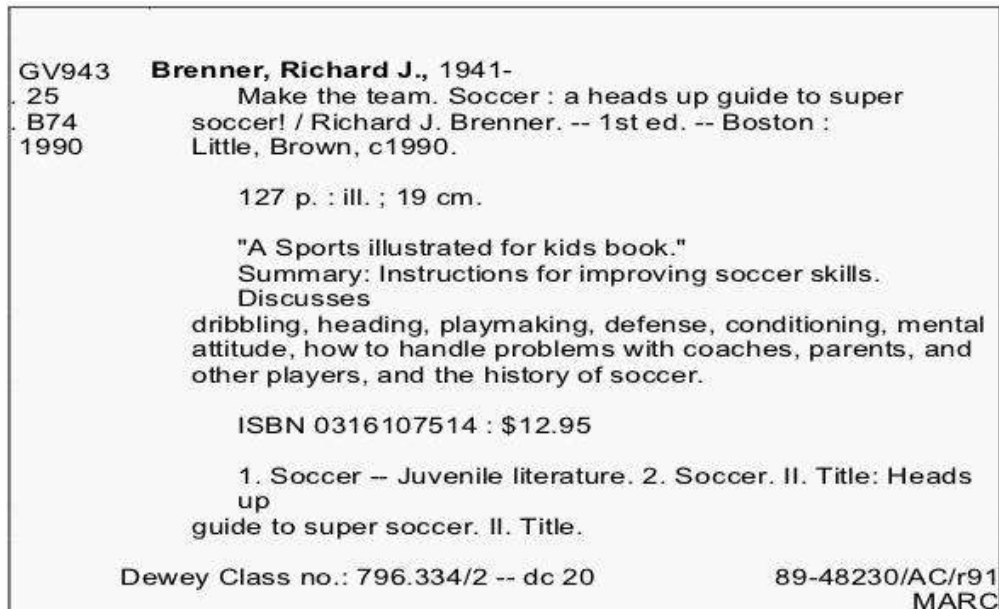 GV943 Brenner, Richard J., 1941-
. 25 Make the team. Soccer : a heads up guide to super
. B74 soccer! / Richard J. Brenner. -- 1st ed. -- Boston :
1990 Little, Brown, c1990.
127 p. : ill. ; 19 cm.
"A Sports illustrated for kids book."
Summary: Instructions for improving soccer skills.
Discusses
dribbling, heading, playmaking, defense, conditioning, mental
attitude, how to handle problems with coaches, parents, and
other players, and the history of soccer.
ISBN 0316107514 : $12.95
1. Soccer -- Juvenile literature. 2. Soccer. II. Title: Heads
up
guide to super soccer. II. Title.
Dewey Class no.: 796.334/2 -- dc 20 89-48230/AC/r91
MARC